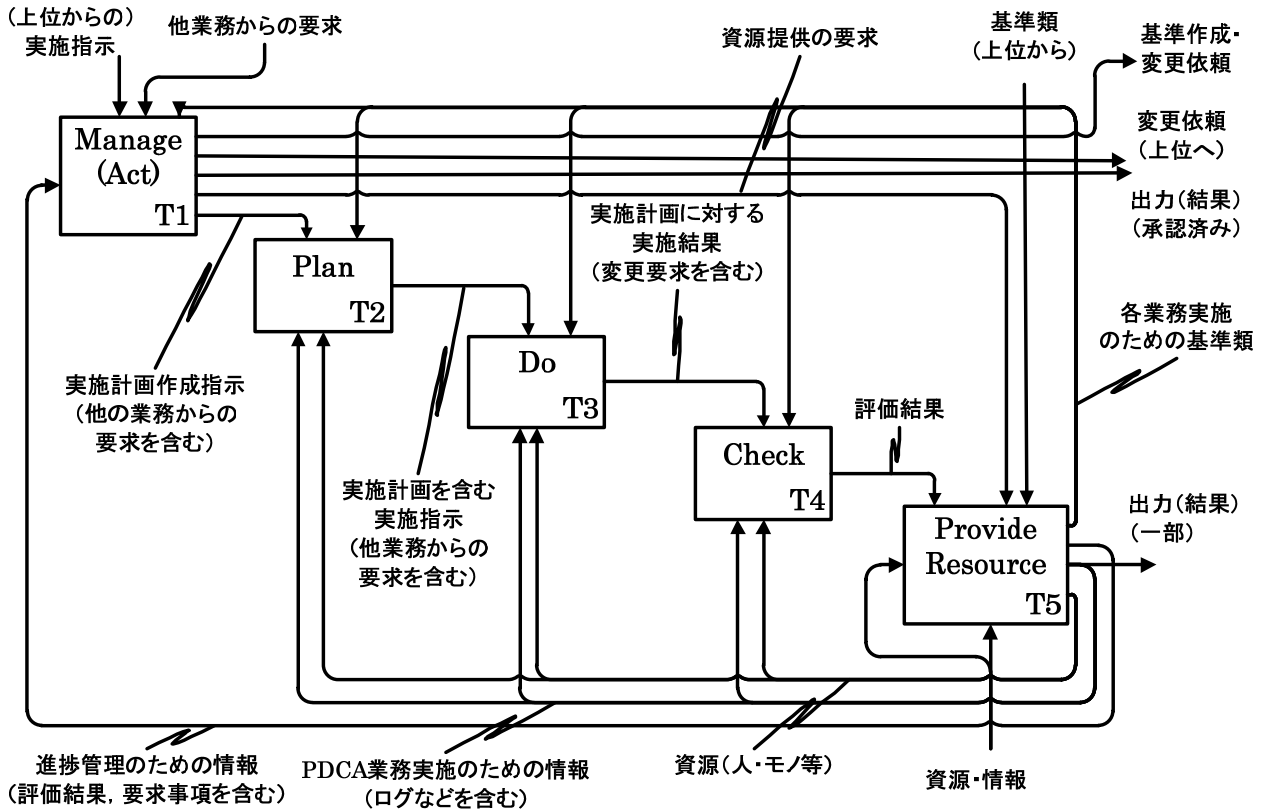 (上位からの)
実施指示
他業務からの要求
資源提供の要求
基準類
(上位から)
基準作成・
変更依頼
変更依頼
(上位へ)
出力(結果)
(承認済み)
Manage
(Act)
T1
実施計画に対する
実施結果
(変更要求を含む)
Plan
T2
各業務実施
のための基準類
Do
T3
実施計画作成指示
(他の業務からの
要求を含む)
評価結果
Check
T4
実施計画を含む
実施指示
(他業務からの
要求を含む)
出力(結果)
(一部)
Provide
Resource
T5
進捗管理のための情報
(評価結果,要求事項を含む)
PDCA業務実施のための情報
(ログなどを含む)
資源(人・モノ等)
資源・情報